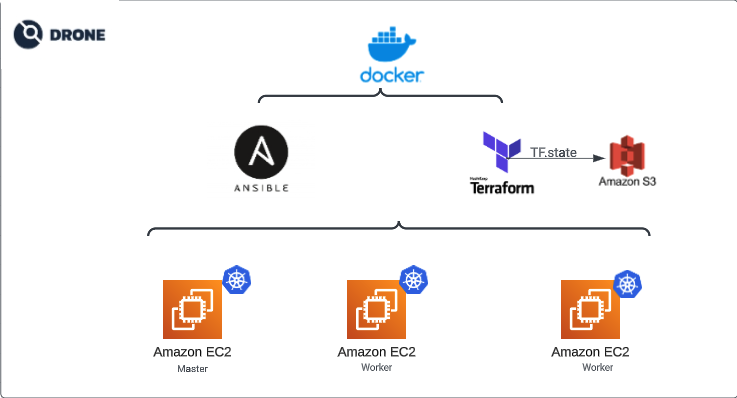 DRONE
docker
ANSIBLE
TF.state
HashiCorp
Terraform
Amazon S3
Amazon EC2
Master
Amazon EC2
Worker
Amazon EC2
Worker